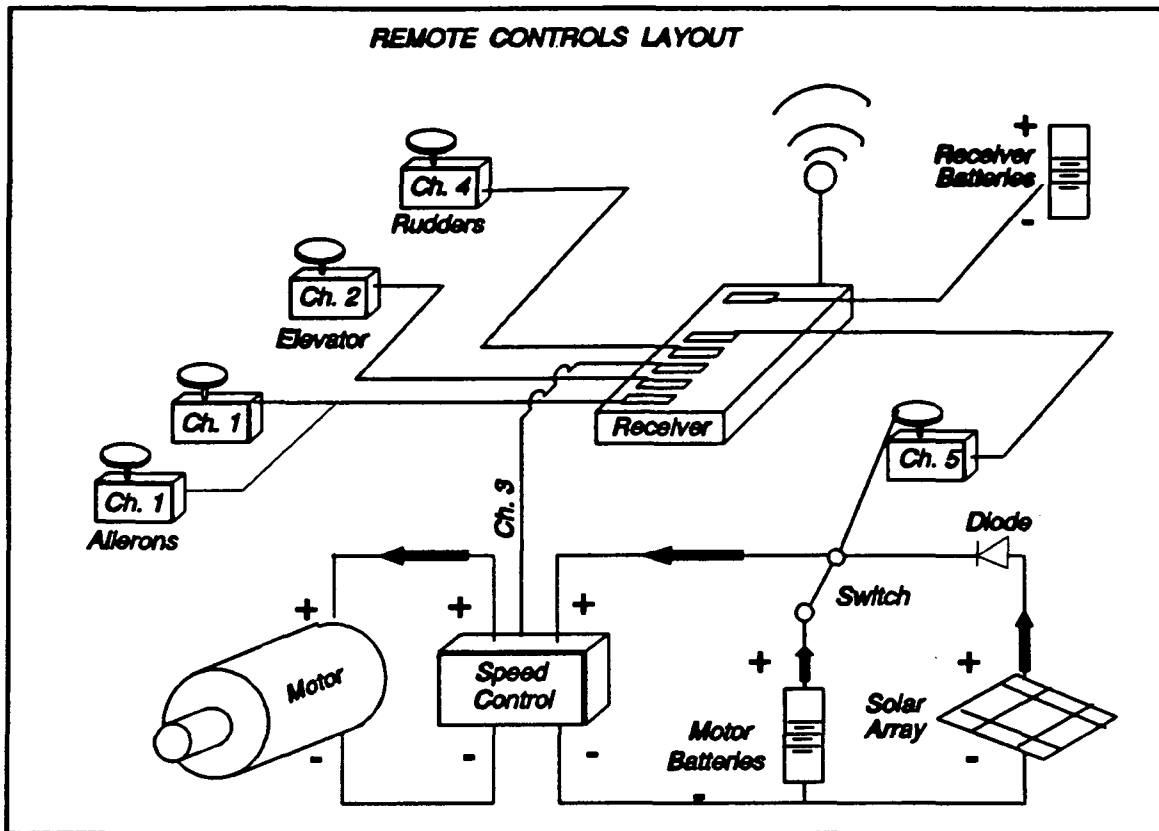 REMOTE CONTROLS LAYOUT
+
Receiver
Batteries
-
Ch. 4
Rudders
Ch. 2
Elevator
Ch. 1
Ch. 1
Ailerons
Receiver
Ch. 5
Ch. 3
Diode
Switch
+
+
+
Motor
Speed
Control
+
+
Solar
Array
Motor
Batteries
-
-
-
-
-